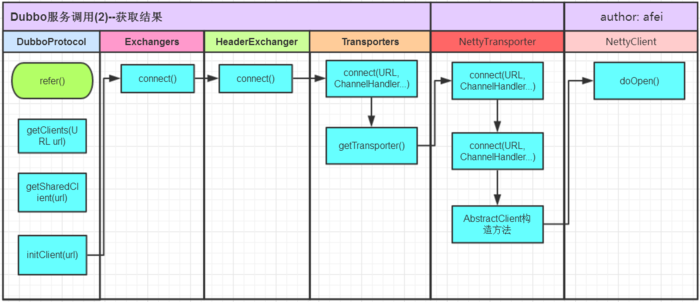 Dubbo服务调用(2)--获取结果
author: afei
DubboProtocol
Exchangers
HeaderExchanger
Transporters
NettyTransporter
NettyClient
refer()
getClients(U
RL url)
getSharedCl
ient(url)
initClient(url)
connect()
connect()
connect(URL,
ChannelHandler...)
getTransporter()
connect(URL,
ChannelHandler...)
connect(URL,
ChannelHandler...)
AbstractClient构
造方法
doOpen()